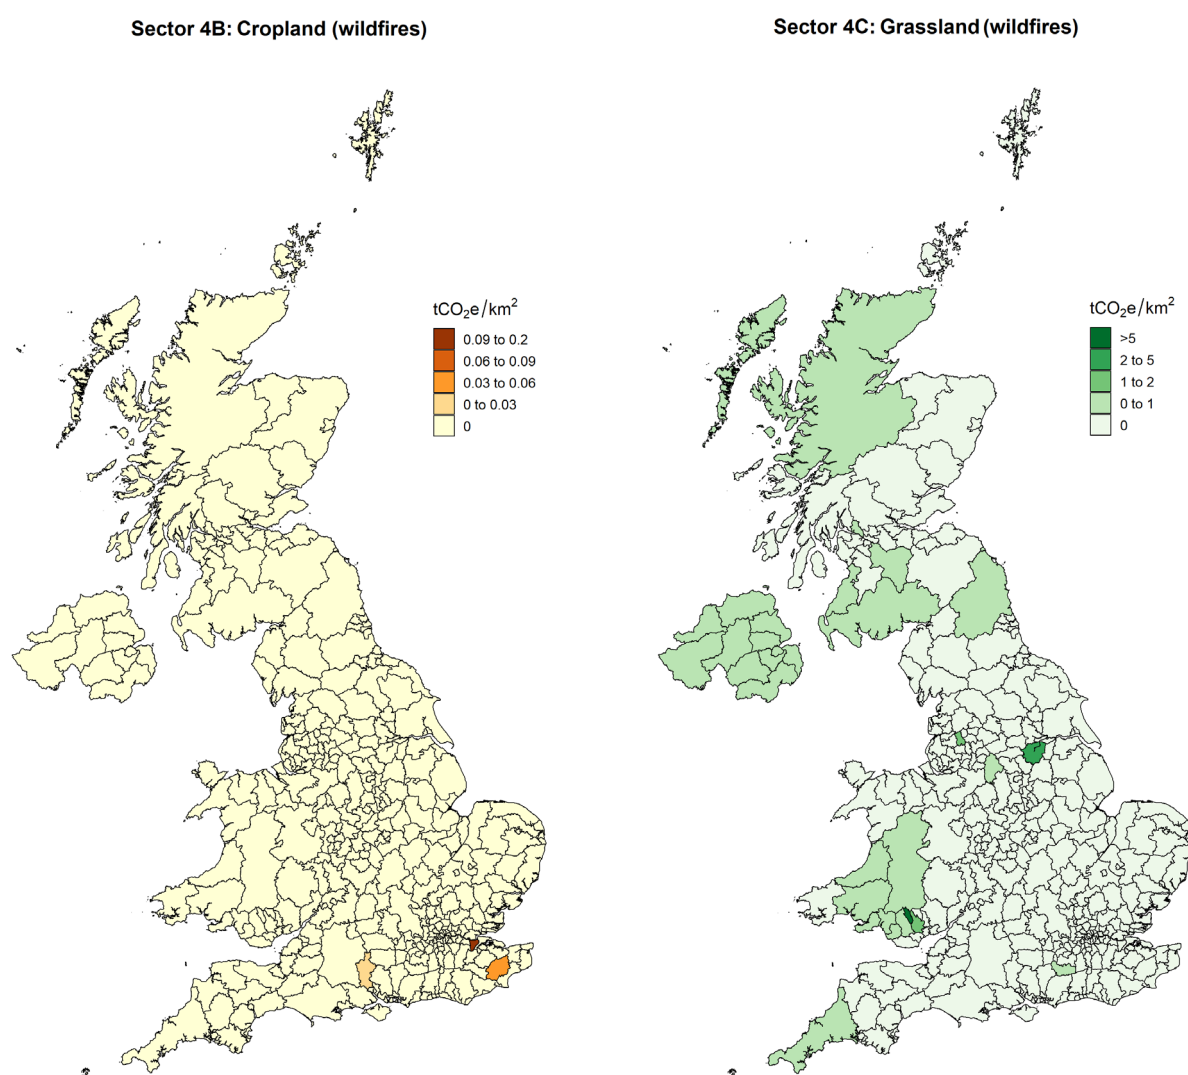 Sector 4B: Cropland (wildfires)
Sector 4C: Grassland (wildfires)
tCO₂e/km²
0.09 to 0.2
0.06 to 0.09
0.03 to 0.06
0 to 0.03
0
tCO₂e/km²
>5
2 to 5
1 to 2
0 to 1
0